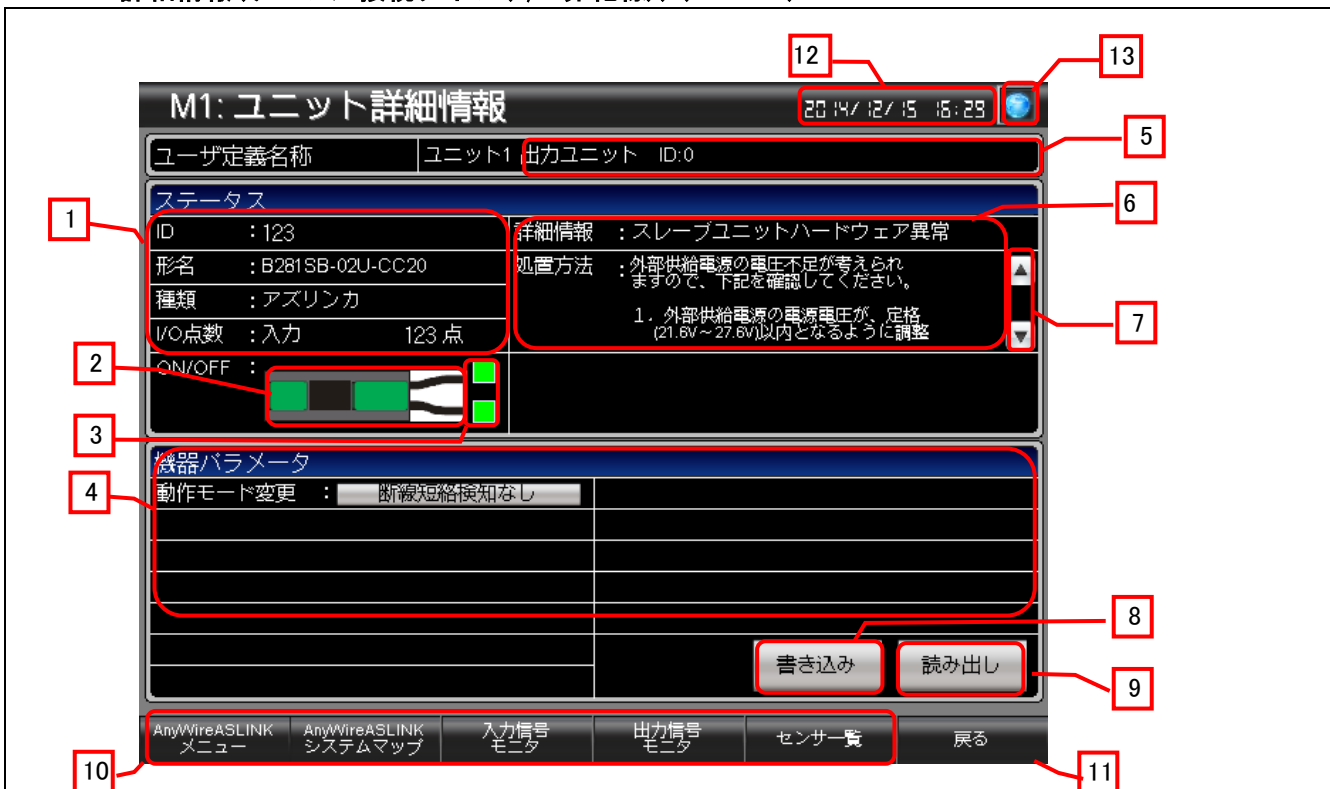 12
13
M1: ユニット詳細情報
2014/12/15 16:29
5
ユーザ定義名称
ユニット1 出力ユニット ID:0
ステータス
6
1
ID :123
詳細情報 :スレーブユニットハードウェア異常
形名 :B281SB-02U-CC20
処置方法 :外部供給電源の電圧不足が考えられ
ますので、下記を確認してください。
種類 :アズリンカ
7
1. 外部供給電源の電源電圧が、定格
I/O点数 :入力 123 点
(21.6V~27.6V)以内となるように調整
2
ON/OFF :
3
機器パラメータ
4
動作モード変更 : 断線短絡検知なし
8
書き込み
読み出し
9
AnyWireASLINK
メニュー
AnyWireASLINK
システムマップ
入力信号
モニタ
出力信号
モニタ
センサ一覧
戻る
10
11